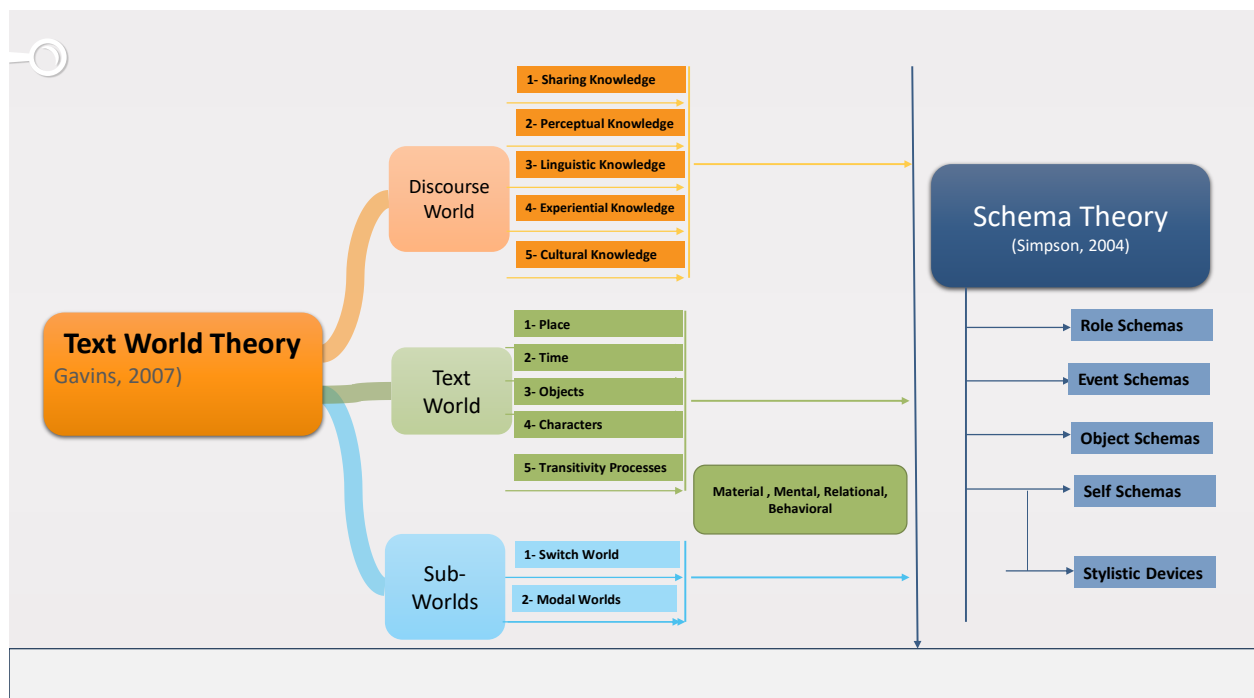 Text World Theory
Gavins, 2007)
Discourse
World
1- Sharing Knowledge
2- Perceptual Knowledge
3- Linguistic Knowledge
4- Experiential Knowledge
5- Cultural Knowledge
Text
World
1- Place
2- Time
3- Objects
4- Characters
5- Transitivity Processes
Material , Mental, Relational,
Behavioral
Sub-
Worlds
1- Switch World
2- Modal Worlds
Schema Theory
(Simpson, 2004)
Role Schemas
Event Schemas
Object Schemas
Self Schemas
Stylistic Devices